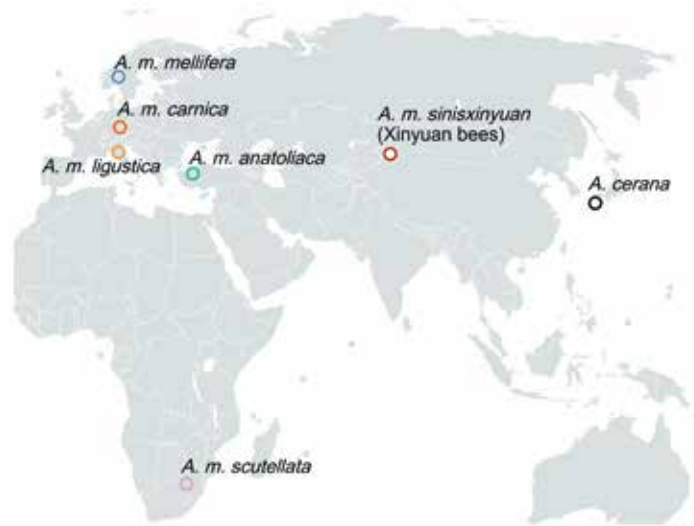 A. m. mellifera
A. m. carnica
A. m. sinisxinyuan
(Xinyuan bees)
A. m. ligustica
A. m. anatoliaca
A. cerana
A. m. scutellata